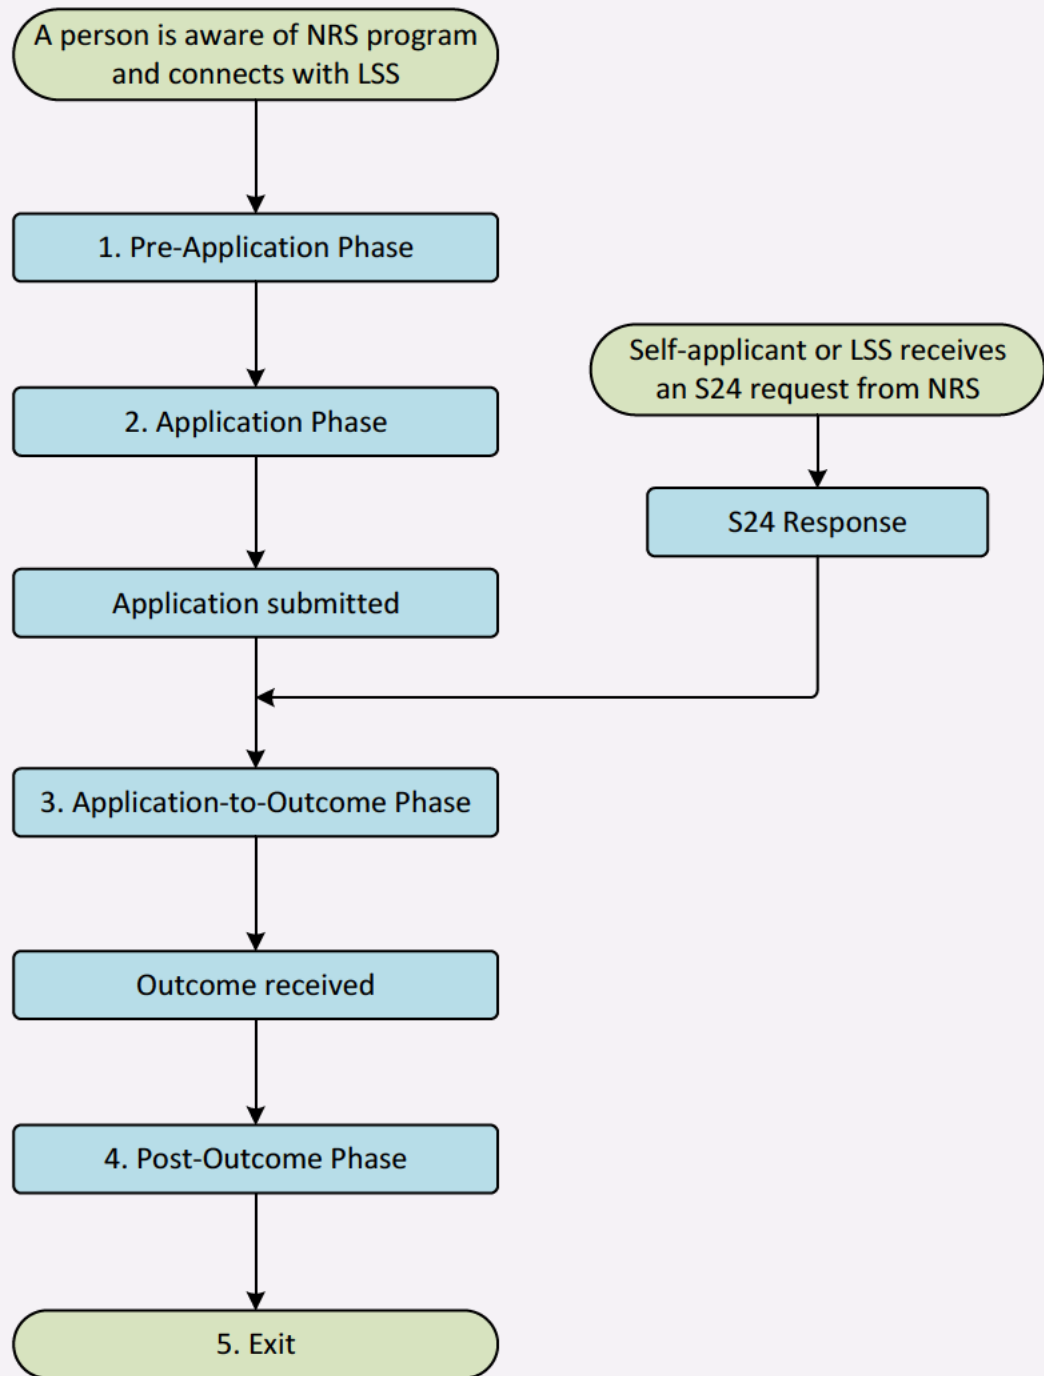 A person is aware of NRS program
and connects with LSS
1. Pre-Application Phase
2. Application Phase
Self-applicant or LSS receives
an S24 request from NRS
S24 Response
Application submitted
3. Application-to-Outcome Phase
Outcome received
4. Post-Outcome Phase
5. Exit